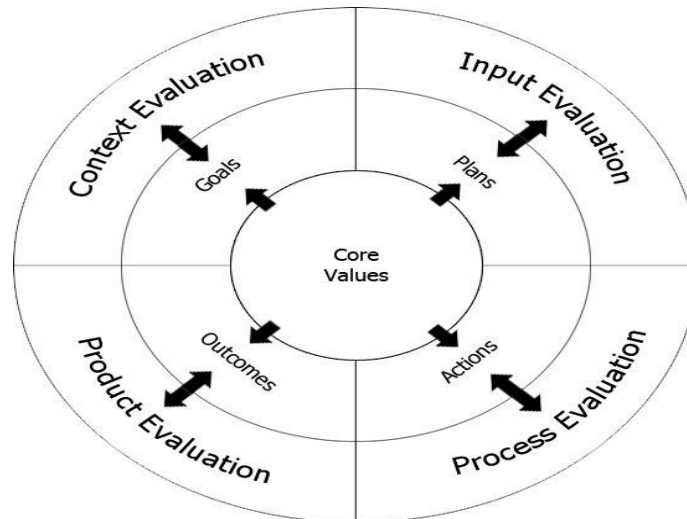 Context Evaluation
Input Evaluation
Goals
Plans
Core
Values
Outcomes
Actions
Product Evaluation
Process Evaluation